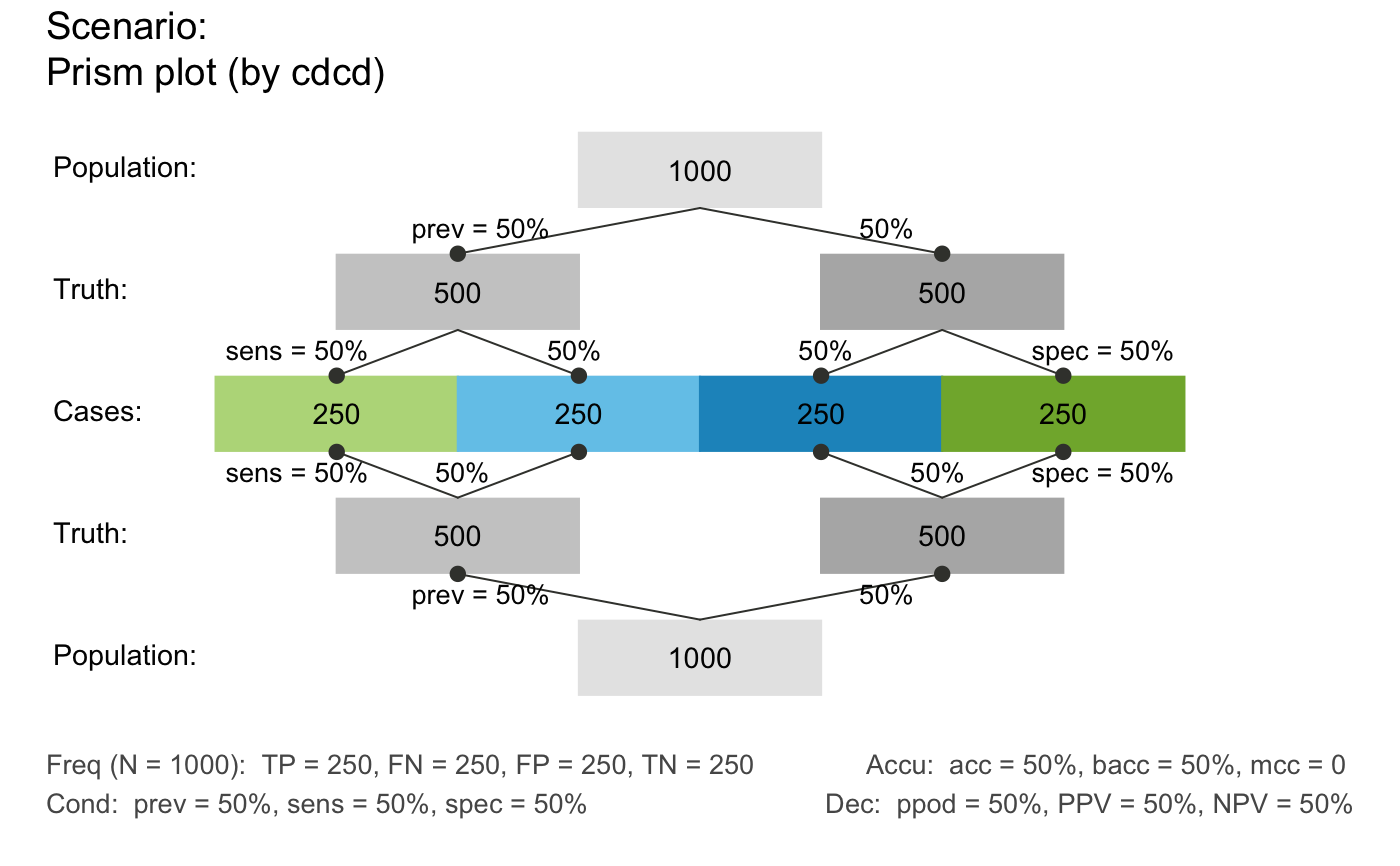 Scenario:
Prism plot (by cdcd)
Population:
1000
prev = 50%
50%
Truth:
500
500
sens = 50%
50%
50%
spec = 50%
Cases:
250
250
250
250
sens = 50%
50%
50%
spec = 50%
Truth:
500
500
prev = 50%
50%
Population:
1000
Freq (N = 1000):  TP = 250, FN = 250, FP = 250, TN = 250
Accu:  acc = 50%, bacc = 50%, mcc = 0
Cond:  prev = 50%, sens = 50%, spec = 50%
Dec:  ppod = 50%, PPV = 50%, NPV = 50%